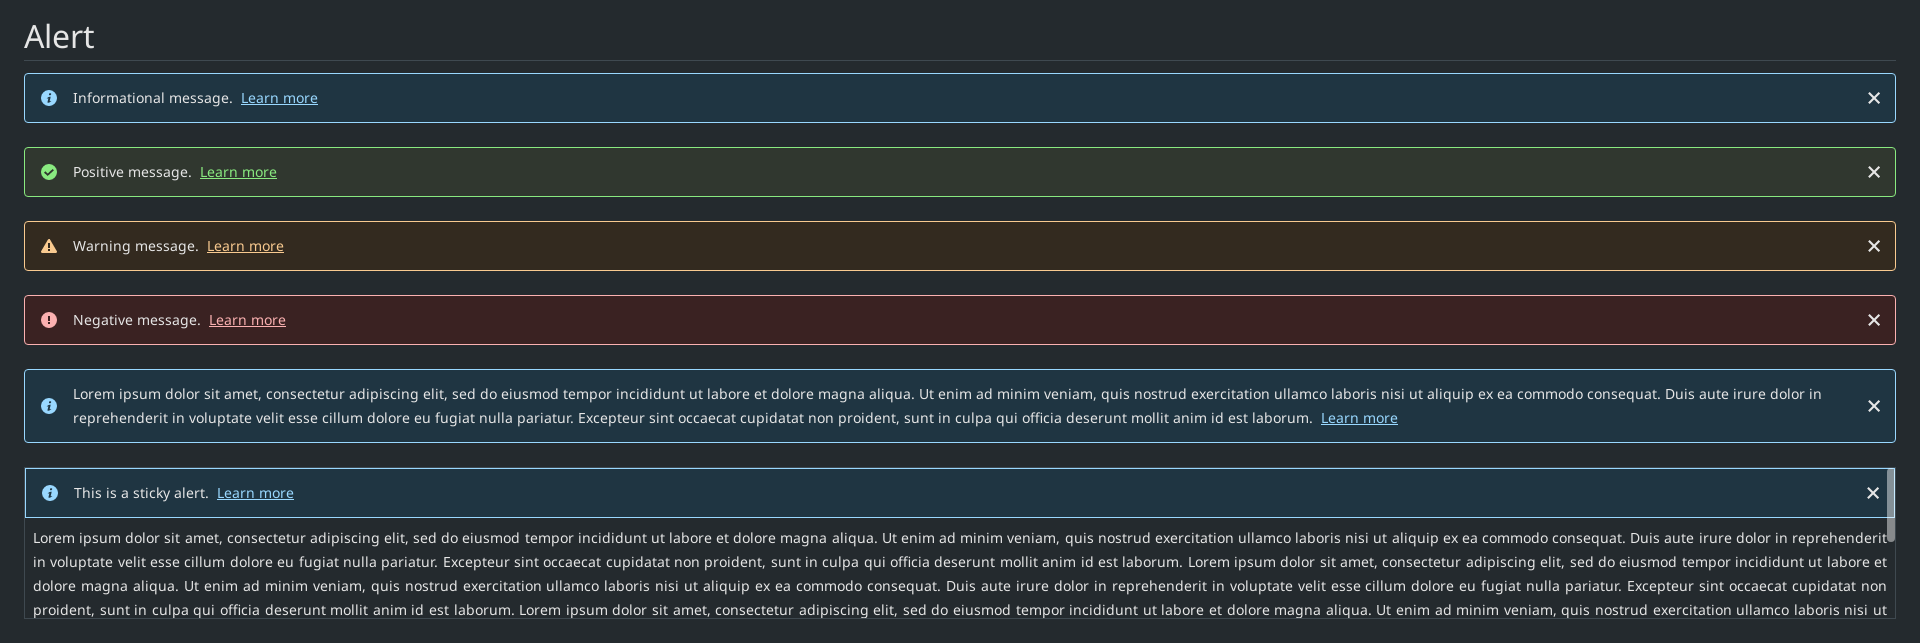 Alert
Informational message. Learn more
Positive message. Learn more
Warning message. Learn more
Negative message. Learn more
Lorem ipsum dolor sit amet, consectetur adipiscing elit, sed do eiusmod tempor incididunt ut labore et dolore magna aliqua. Ut enim ad minim veniam, quis nostrud exercitation ullamco laboris nisi ut aliquip ex ea commodo consequat. Duis aute irure dolor in
reprehenderit in voluptate velit esse cillum dolore eu fugiat nulla pariatur. Excepteur sint occaecat cupidatat non proident, sunt in culpa qui officia deserunt mollit anim id est laborum. Learn more
This is a sticky alert. Learn more
Lorem ipsum dolor sit amet, consectetur adipiscing elit, sed do eiusmod tempor incididunt ut labore et dolore magna aliqua. Ut enim ad minim veniam, quis nostrud exercitation ullamco laboris nisi ut aliquip ex ea commodo consequat. Duis aute irure dolor in reprehenderit
in voluptate velit esse cillum dolore eu fugiat nulla pariatur. Excepteur sint occaecat cupidatat non proident, sunt in culpa qui officia deserunt mollit anim id est laborum. Lorem ipsum dolor sit amet, consectetur adipiscing elit, sed do eiusmod tempor incididunt ut labore et
dolore magna aliqua. Ut enim ad minim veniam, quis nostrud exercitation ullamco laboris nisi ut aliquip ex ea commodo consequat. Duis aute irure dolor in reprehenderit in voluptate velit esse cillum dolore eu fugiat nulla pariatur. Excepteur sint occaecat cupidatat non
proident, sunt in culpa qui officia deserunt mollit anim id est laborum. Lorem ipsum dolor sit amet, consectetur adipiscing elit, sed do eiusmod tempor incididunt ut labore et dolore magna aliqua. Ut enim ad minim veniam, quis nostrud exercitation ullamco laboris nisi ut